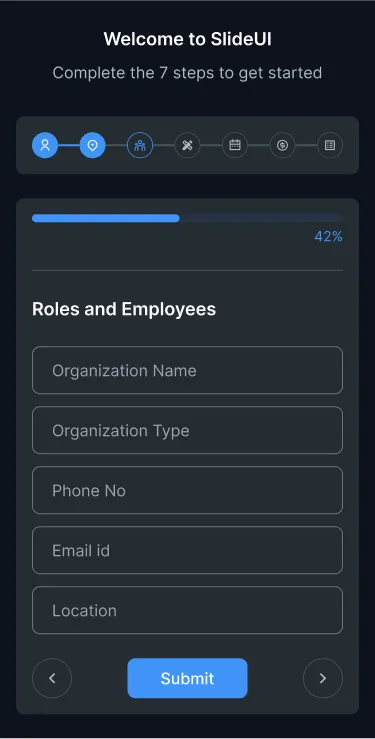 Welcome to SlideUI
Complete the 7 steps to get started
42%
Roles and Employees
Organization Name
Organization Type
Phone No
Email id
Location
Submit